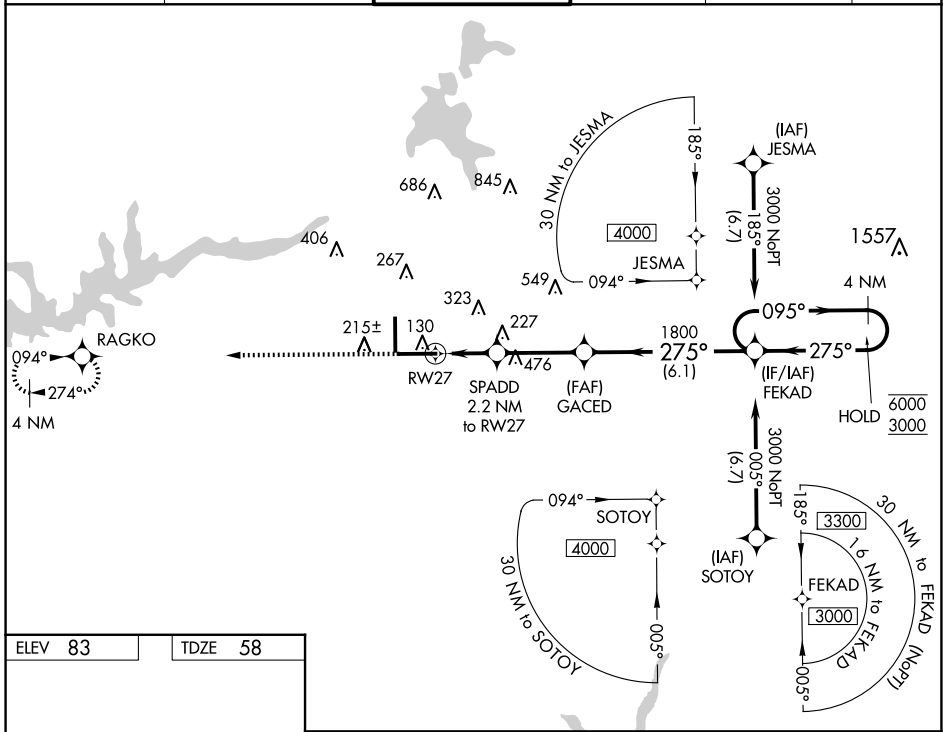 30 NM to JESMA
185°
4000
JESMA
094°
(IAF)
JESMA
3000 NoPT
185°
(6.7)
686
845
1557
406
267
549
323
4 NM
095°
RAGKO
094°
274°
4 NM
215±
130
227
1800
275°
(6.1)
275°
RW27
476
SPADD
2.2 NM
to RW27
(FAF)
GACED
(IF/IAF)
FEKAD
HOLD
6000
3000
3000 NoPT
005°
(6.7)
094°
SOTOY
4000
005°
30 NM to SOTOY
(IAF)
SOTOY
185°
3300
30 NM to FEKAD (NoPT)
16 NM to FEKAD
FEKAD
3000
005°
ELEV 83
TDZE 58